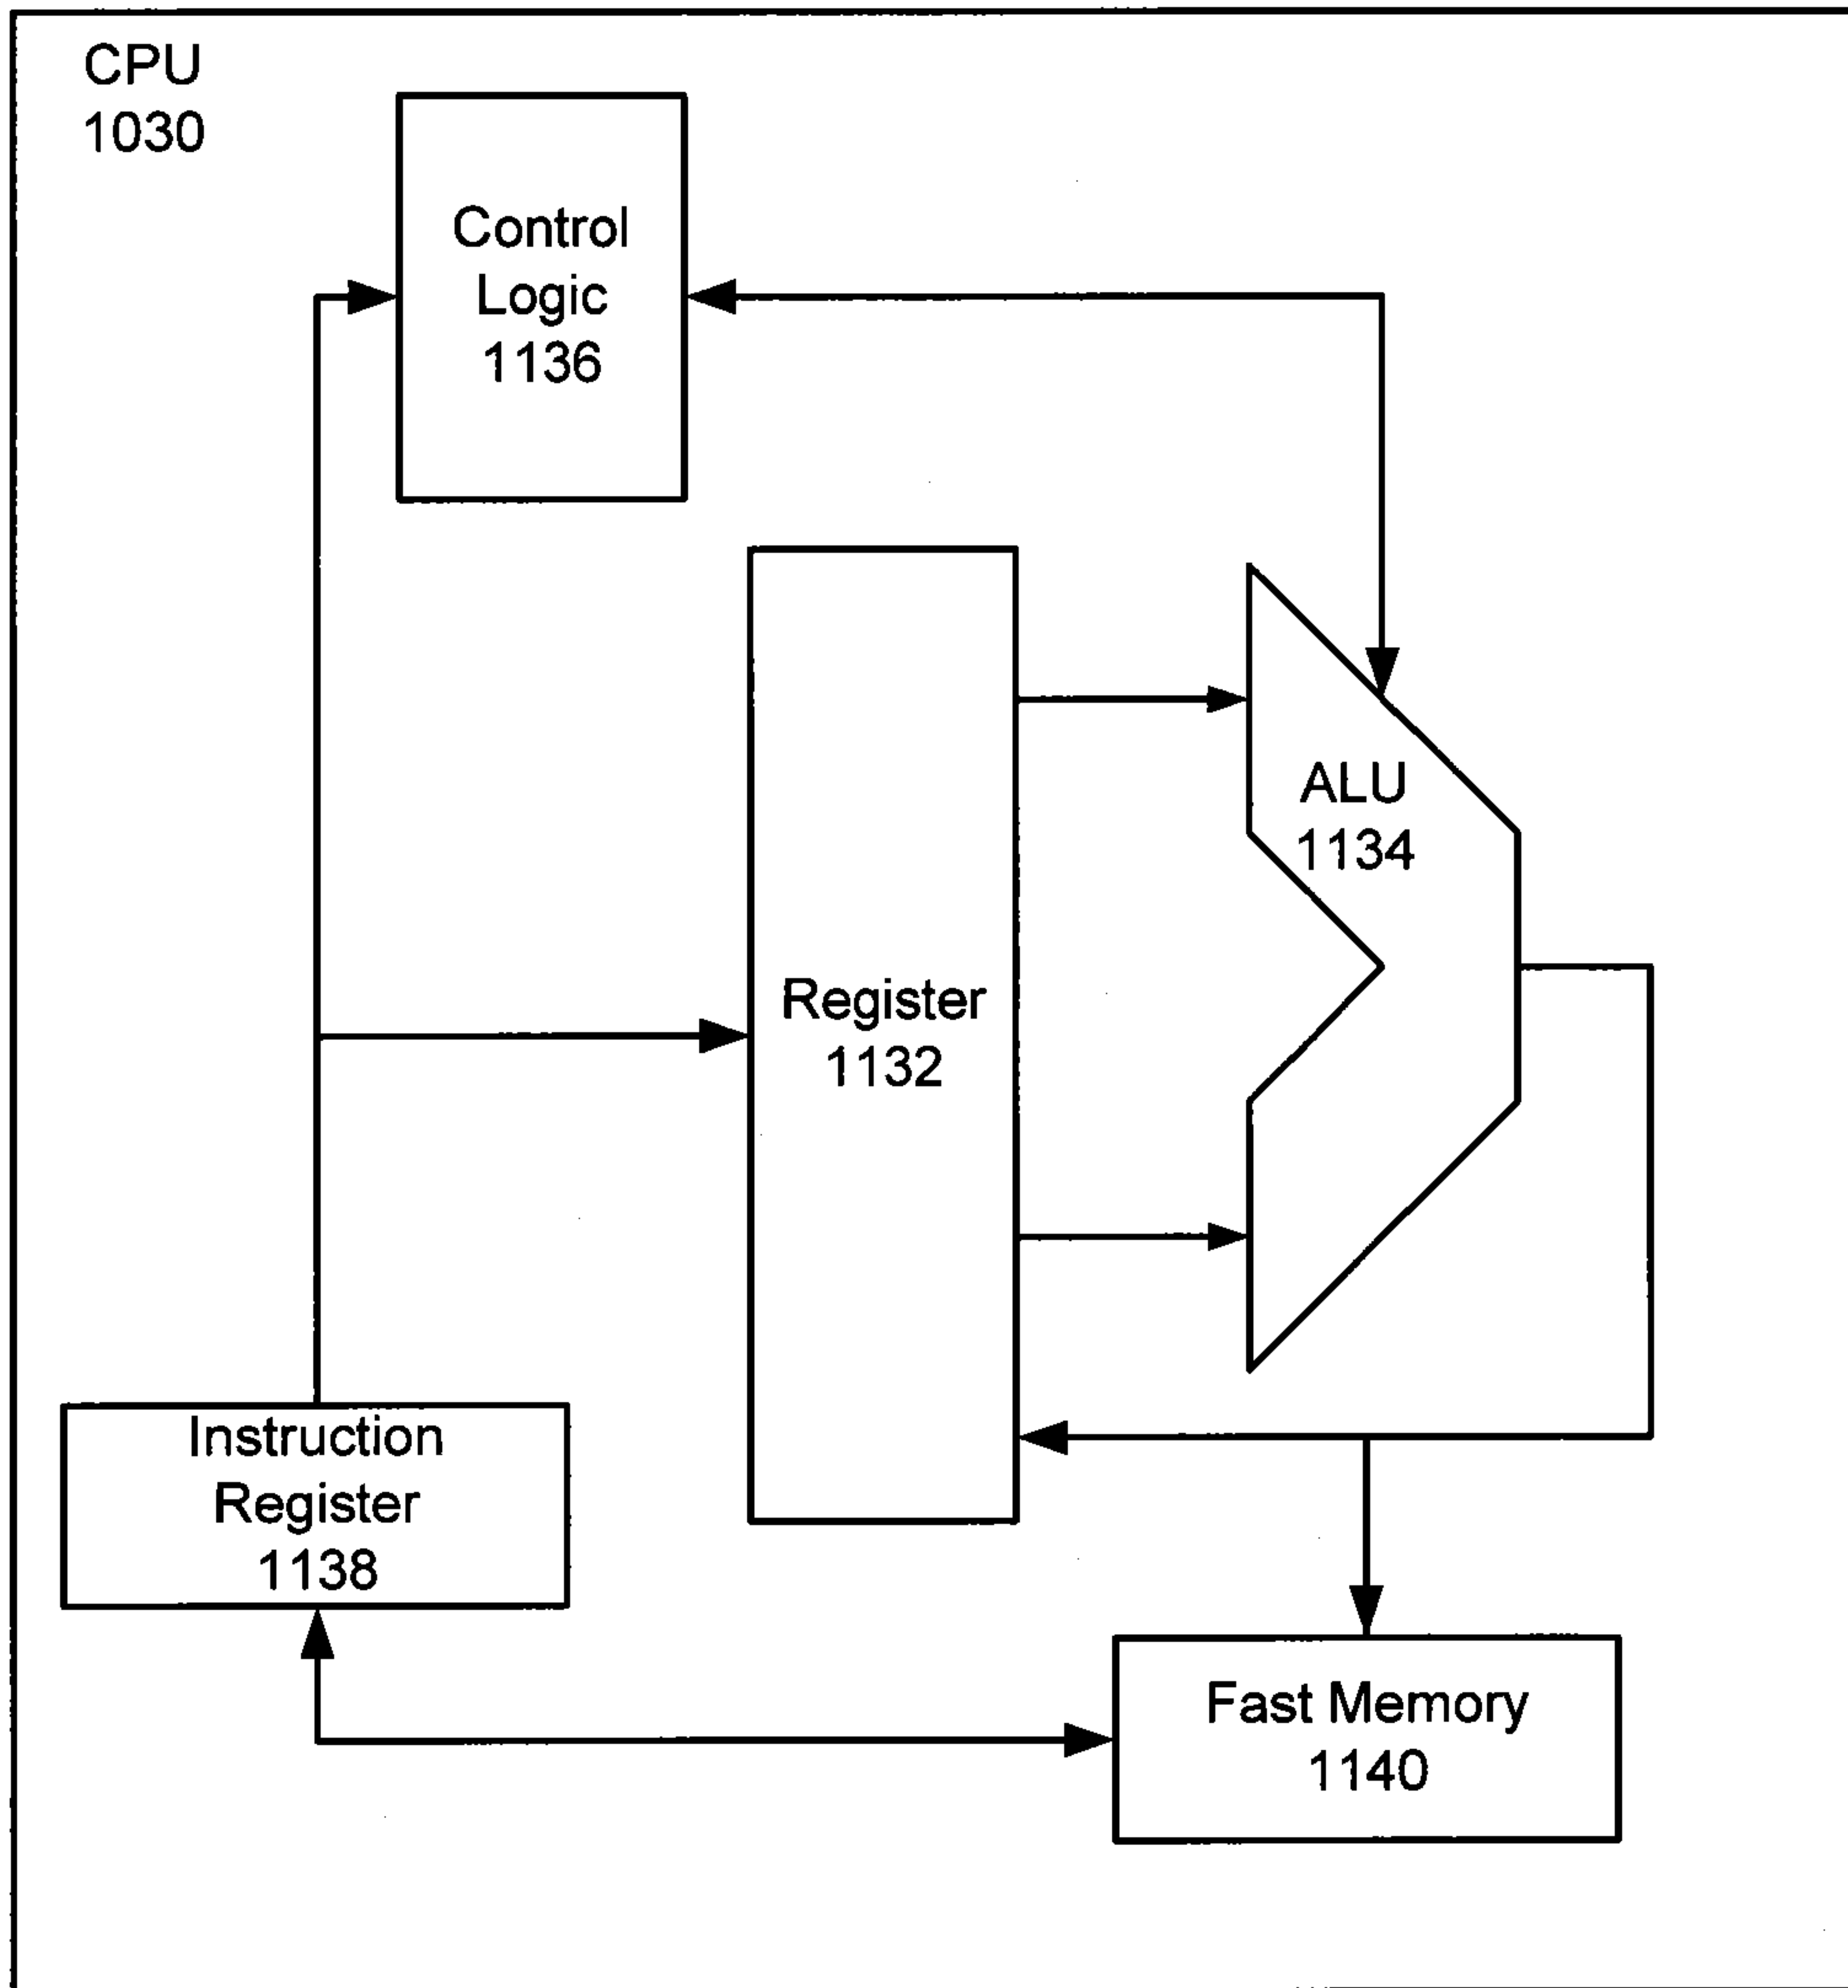 CPU
1030
Control
Logic
1136
ALU
1134
Register
1132
Instruction
Register
1138
Fast Memory
1140